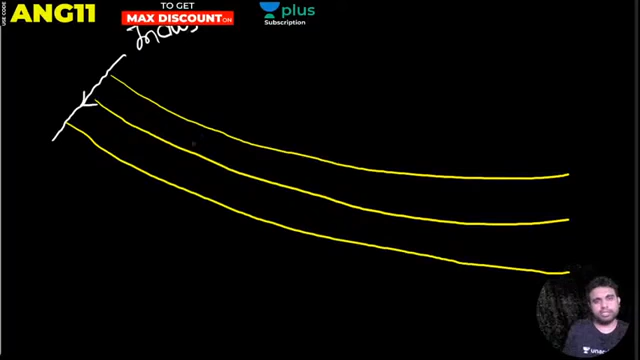 USE CODE
ANG11
TO GET
MAX DISCOUNT ON
plus
Subscription